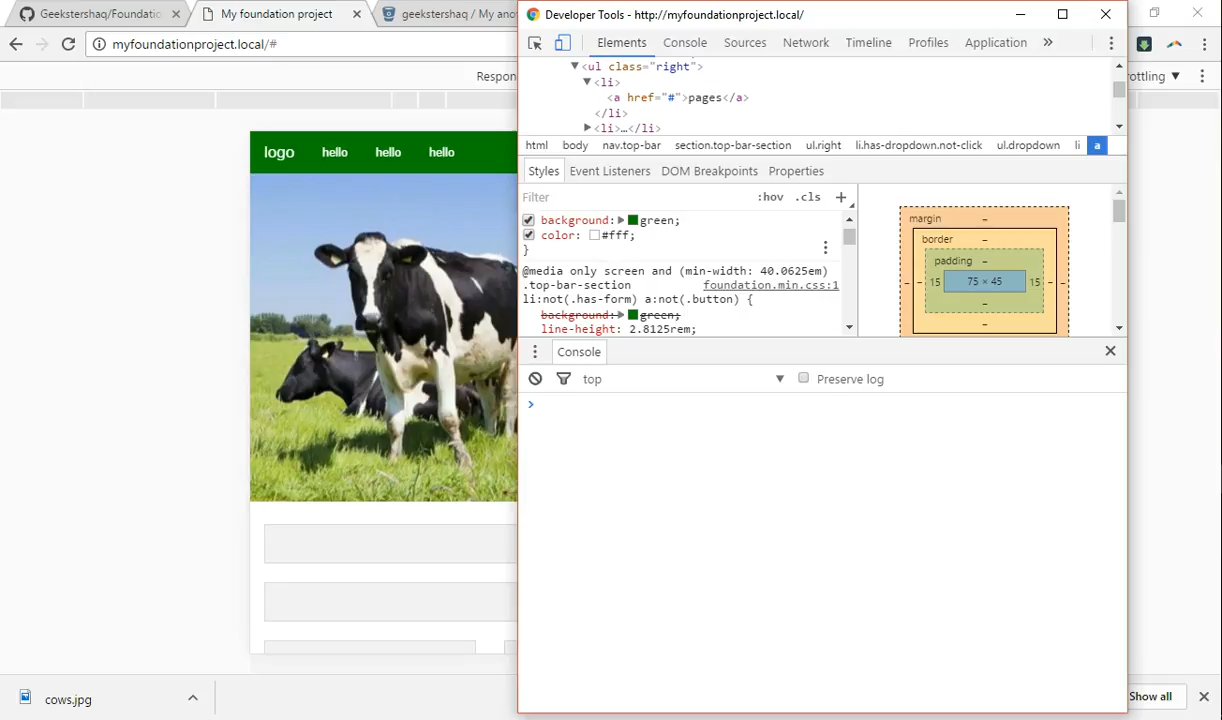 Geekstershaq/Foundatio
My foundation project
geekstershaq / My anot
Developer Tools - http://myfoundationproject.local/
myfoundationproject.local/#
Elements Console Sources Network Timeline Profiles Application »
Respon
ottling ▼
▼<ul class="right">
▼<li>
<a href="#">pages</a>
</li>
▶<li>…</li>
html body nav.top-bar section.top-bar-section ul.right li.has-dropdown.not-click ul.dropdown li a
logo hello hello hello
Styles Event Listeners DOM Breakpoints Properties
Filter :hov .cls +
background:▶green;
color: #fff;
}
@media only screen and (min-width: 40.0625em)
.top-bar-section foundation.min.css:1
li:not(.has-form) a:not(.button) {
background:▶green;
line-height: 2.8125rem;
margin –
border –
padding –
– – 15 75 × 45 15 – –
–
–
Console
top ▼ Preserve log
>
cows.jpg
Show all